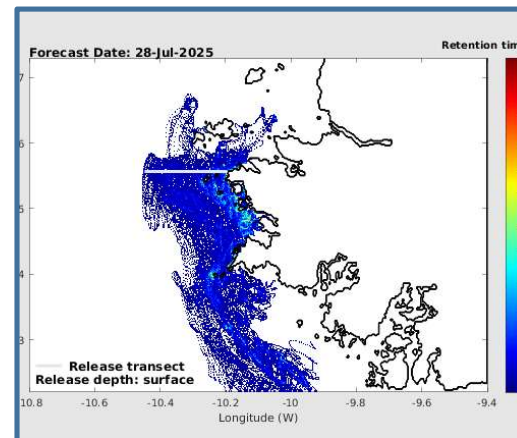 Forecast Date: 28-Jul-2025
Retention tim
7
6
5
4
3
Release transect
Release depth: surface
10.8 -10.6 -10.4 -10.2 -10 -9.8 -9.6 -9.4
Longitude (W)